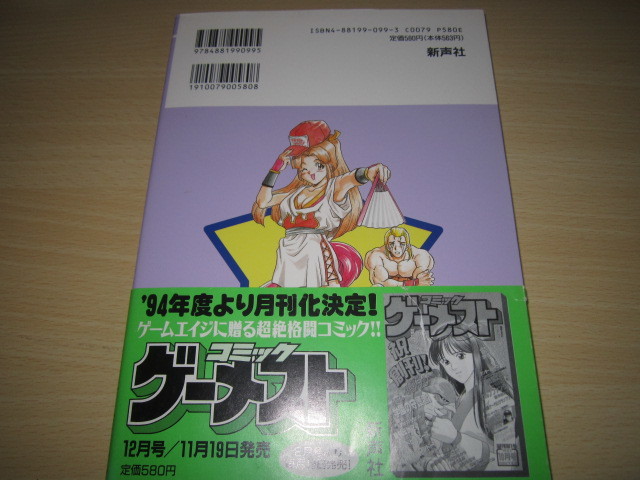 ISBN4-88199-099-3 C0079 P580E
定価580円(本体563円)
新声社
9784881990995
1910079005808
'94年度より月刊化決定!
ゲームエイジに贈る超絶格闘コミック!!
コミック
ゲーメスト
12月号/11月19日発売
定価580円
新声社
コミック
ゲーメスト